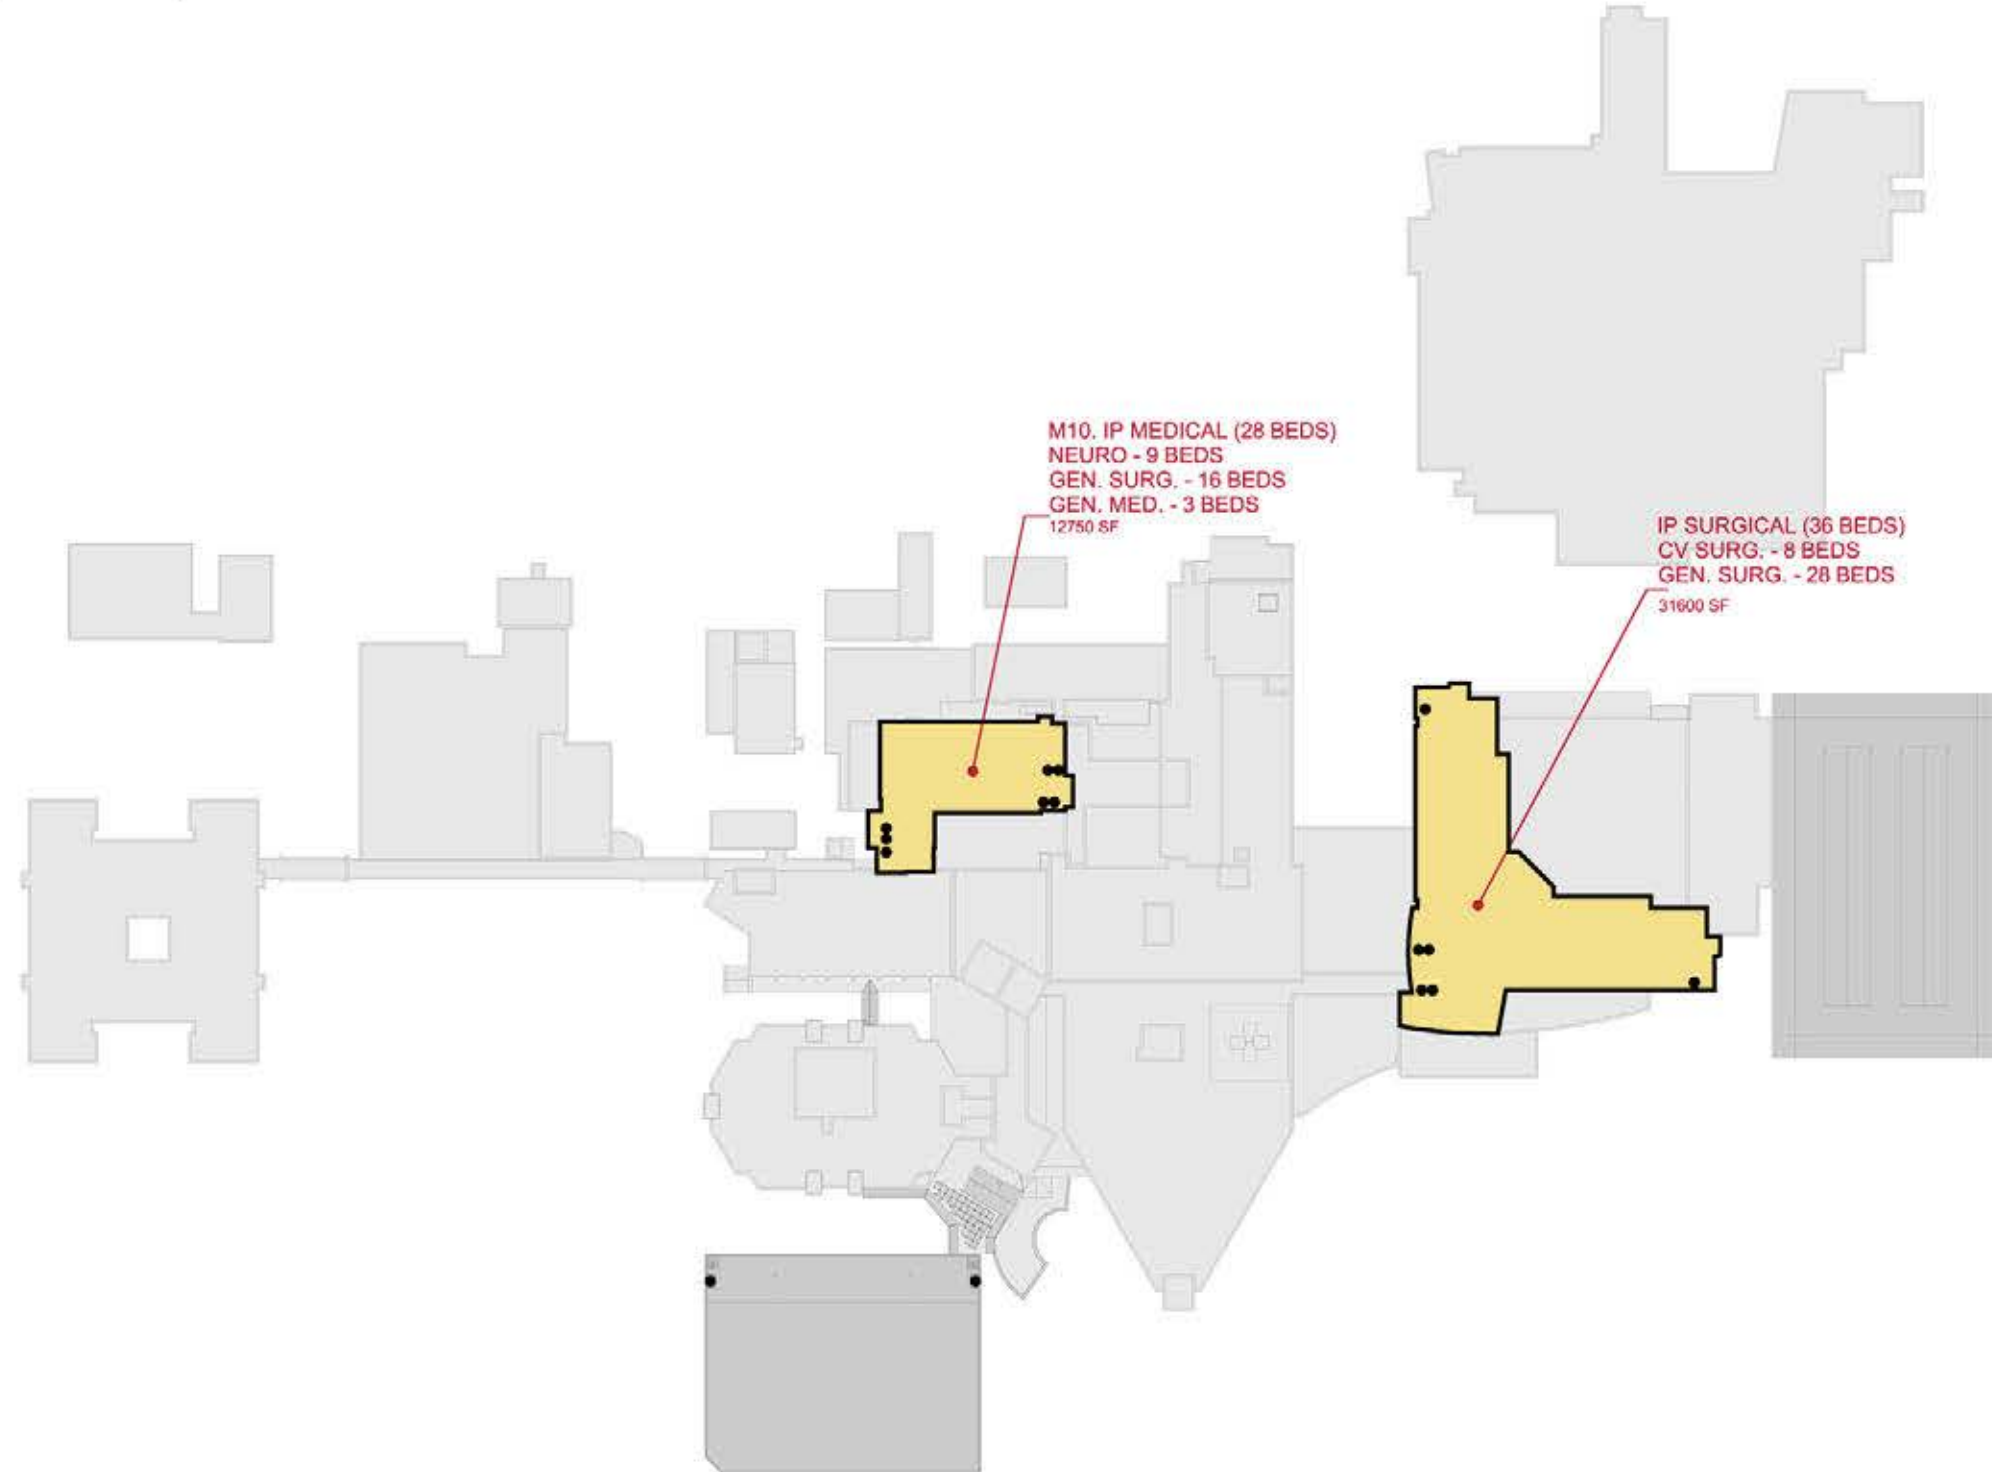 M10. IP MEDICAL (28 BEDS)
NEURO - 9 BEDS
GEN. SURG. - 16 BEDS
GEN. MED. - 3 BEDS
12750 SF
IP SURGICAL (36 BEDS)
CV SURG. - 8 BEDS
GEN. SURG. - 28 BEDS
31600 SF